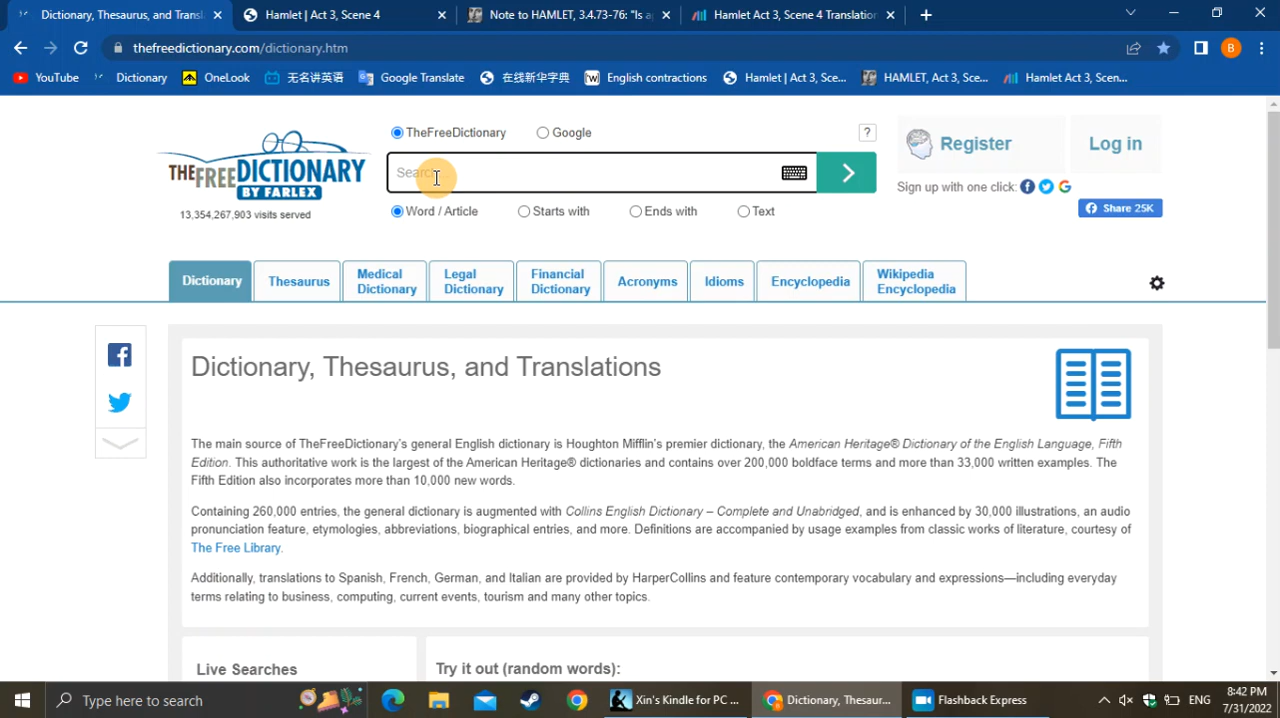 Dictionary, Thesaurus, and Transl
Hamlet | Act 3, Scene 4
Note to HAMLET, 3.4.73-76: "Is a
Hamlet Act 3, Scene 4 Translation
thefreedictionary.com/dictionary.htm
B
YouTube
Dictionary
OneLook
无名讲英语
Google Translate
在线新华字典
W English contractions
Hamlet | Act 3, Sce...
HAMLET, Act 3, Sce...
Hamlet Act 3, Scen...
THE FREE DICTIONARY
BY FARLEX
13,354,267,903 visits served
TheFreeDictionary
Google
?
Search...
Word / Article
Starts with
Ends with
Text
Register
Log in
Sign up with one click:
Share 25K
Dictionary
Thesaurus
Medical
Dictionary
Legal
Dictionary
Financial
Dictionary
Acronyms
Idioms
Encyclopedia
Wikipedia
Encyclopedia
Dictionary, Thesaurus, and Translations
The main source of TheFreeDictionary's general English dictionary is Houghton Mifflin's premier dictionary, the American Heritage® Dictionary of the English Language, Fifth
Edition. This authoritative work is the largest of the American Heritage® dictionaries and contains over 200,000 boldface terms and more than 33,000 written examples. The
Fifth Edition also incorporates more than 10,000 new words.
Containing 260,000 entries, the general dictionary is augmented with Collins English Dictionary – Complete and Unabridged, and is enhanced by 30,000 illustrations, an audio
pronunciation feature, etymologies, abbreviations, biographical entries, and more. Definitions are accompanied by usage examples from classic works of literature, courtesy of
The Free Library.
Additionally, translations to Spanish, French, German, and Italian are provided by HarperCollins and feature contemporary vocabulary and expressions—including everyday
terms relating to business, computing, current events, tourism and many other topics.
Live Searches
Try it out (random words):
Type here to search
Xin's Kindle for PC ...
Dictionary, Thesaur...
Flashback Express
ENG
8:42 PM
7/31/2022